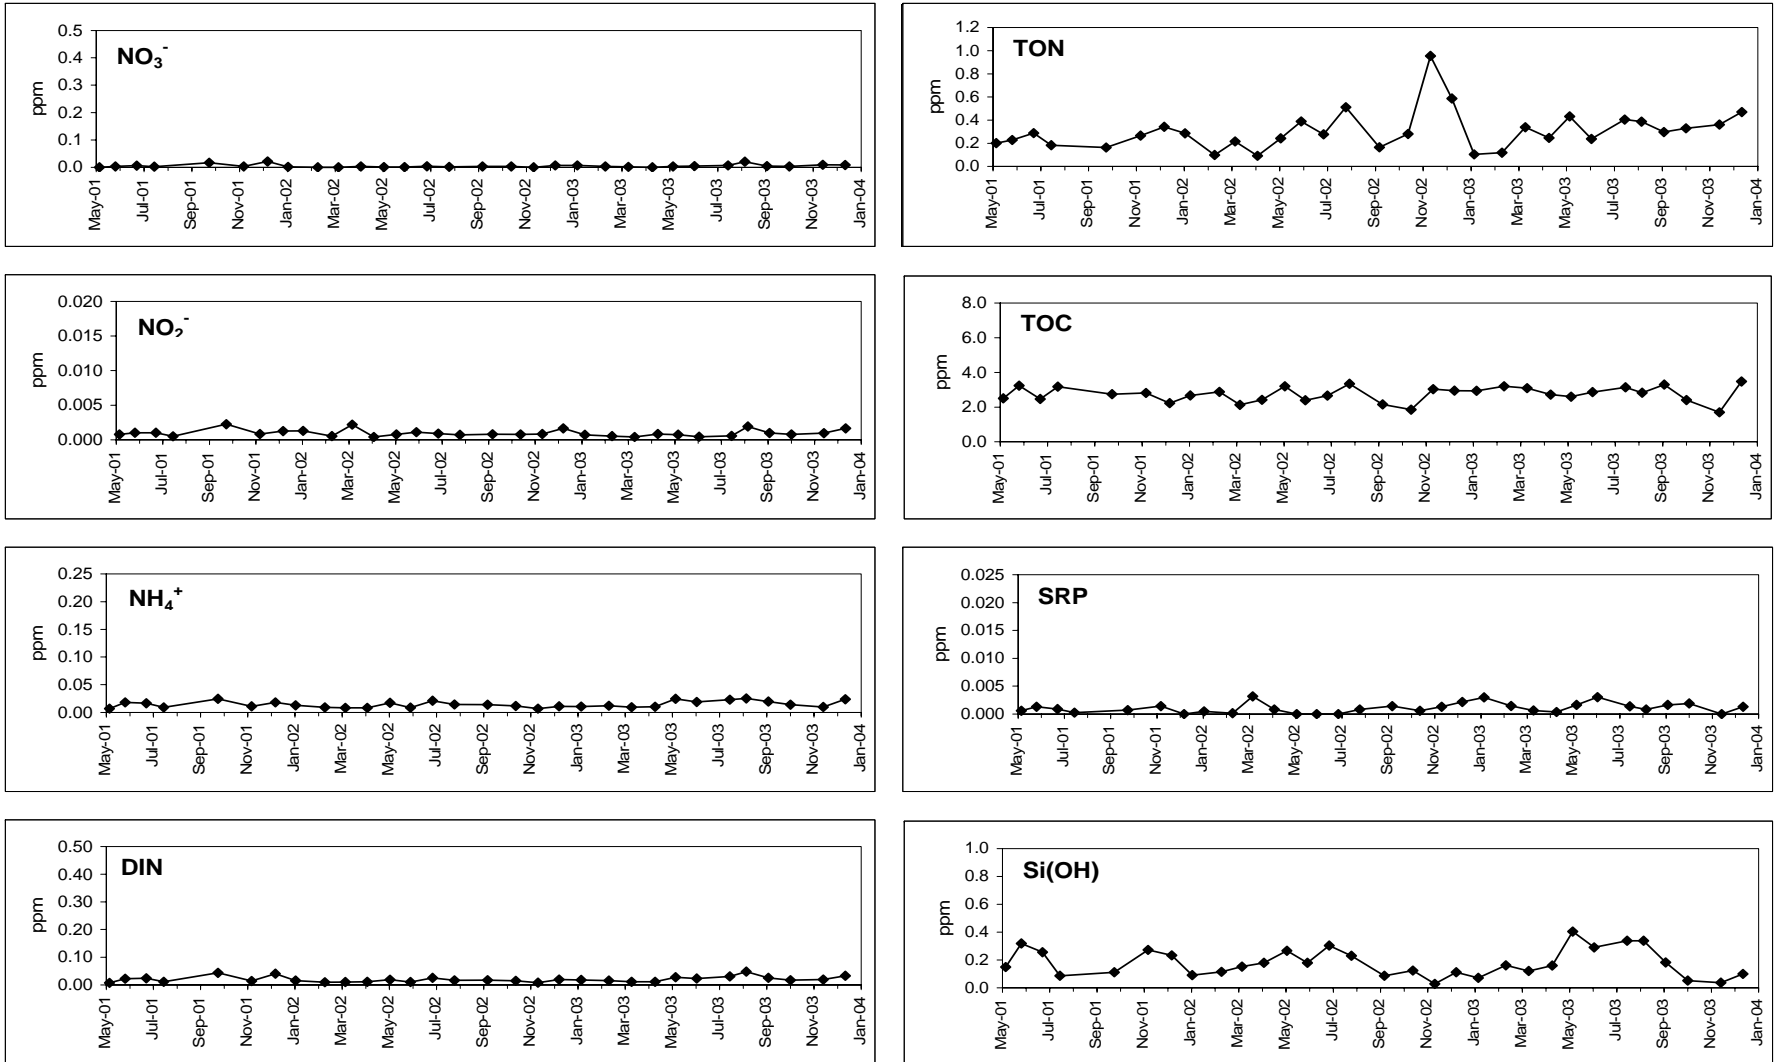 NO₃⁻
ppm
0.5
0.4
0.3
0.2
0.1
0.0
May-01 Jul-01 Sep-01 Nov-01 Jan-02 Mar-02 May-02 Jul-02 Sep-02 Nov-02 Jan-03 Mar-03 May-03 Jul-03 Sep-03 Nov-03 Jan-04
TON
ppm
1.2
1.0
0.8
0.6
0.4
0.2
0.0
May-01 Jul-01 Sep-01 Nov-01 Jan-02 Mar-02 May-02 Jul-02 Sep-02 Nov-02 Jan-03 Mar-03 May-03 Jul-03 Sep-03 Nov-03 Jan-04
NO₂⁻
ppm
0.020
0.015
0.010
0.005
0.000
May-01 Jul-01 Sep-01 Nov-01 Jan-02 Mar-02 May-02 Jul-02 Sep-02 Nov-02 Jan-03 Mar-03 May-03 Jul-03 Sep-03 Nov-03 Jan-04
TOC
ppm
8.0
6.0
4.0
2.0
0.0
May-01 Jul-01 Sep-01 Nov-01 Jan-02 Mar-02 May-02 Jul-02 Sep-02 Nov-02 Jan-03 Mar-03 May-03 Jul-03 Sep-03 Nov-03 Jan-04
NH₄⁺
ppm
0.25
0.20
0.15
0.10
0.05
0.00
May-01 Jul-01 Sep-01 Nov-01 Jan-02 Mar-02 May-02 Jul-02 Sep-02 Nov-02 Jan-03 Mar-03 May-03 Jul-03 Sep-03 Nov-03 Jan-04
SRP
ppm
0.025
0.020
0.015
0.010
0.005
0.000
May-01 Jul-01 Sep-01 Nov-01 Jan-02 Mar-02 May-02 Jul-02 Sep-02 Nov-02 Jan-03 Mar-03 May-03 Jul-03 Sep-03 Nov-03 Jan-04
DIN
ppm
0.50
0.40
0.30
0.20
0.10
0.00
May-01 Jul-01 Sep-01 Nov-01 Jan-02 Mar-02 May-02 Jul-02 Sep-02 Nov-02 Jan-03 Mar-03 May-03 Jul-03 Sep-03 Nov-03 Jan-04
Si(OH)
ppm
1.0
0.8
0.6
0.4
0.2
0.0
May-01 Jul-01 Sep-01 Nov-01 Jan-02 Mar-02 May-02 Jul-02 Sep-02 Nov-02 Jan-03 Mar-03 May-03 Jul-03 Sep-03 Nov-03 Jan-04